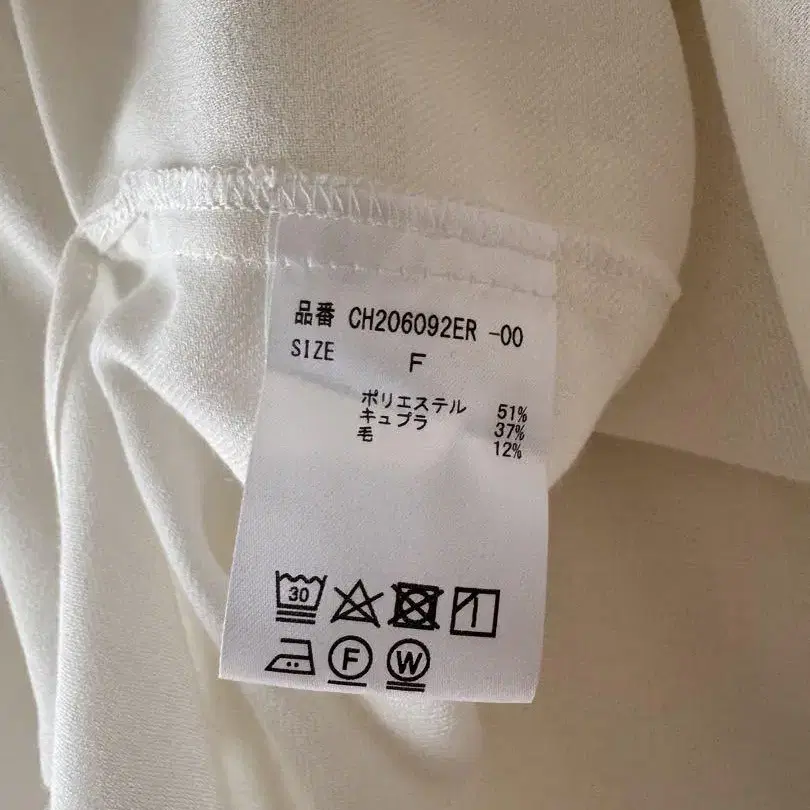 品番 CH206092ER -00
SIZE F
ポリエステル 51%
キュプラ 37%
毛 12%
30
F W